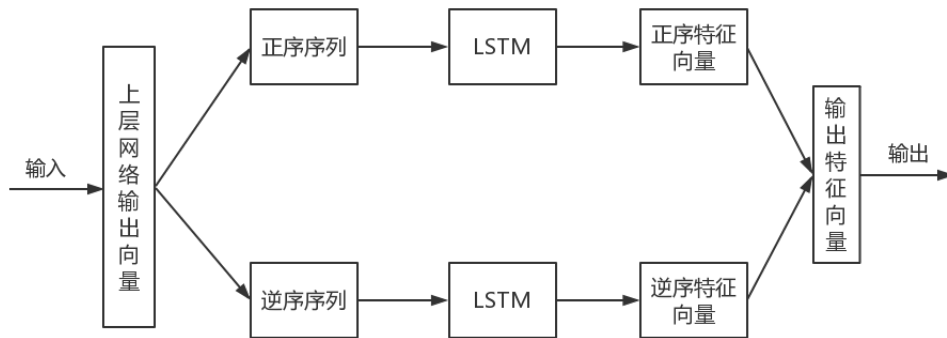 正序序列
LSTM
正序特征
向量
输入
上层网络输出向量
输出特征向量
输出
逆序序列
LSTM
逆序特征
向量